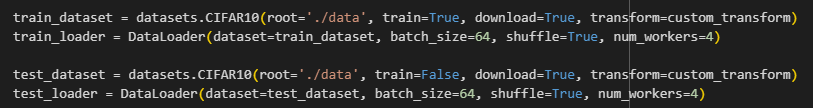 train_dataset = datasets.CIFAR10(root='./data', train=True, download=True, transform=custom_transform)
train_loader = DataLoader(dataset=train_dataset, batch_size=64, shuffle=True, num_workers=4)
test_dataset = datasets.CIFAR10(root='./data', train=False, download=True, transform=custom_transform)
test_loader = DataLoader(dataset=test_dataset, batch_size=64, shuffle=True, num_workers=4)